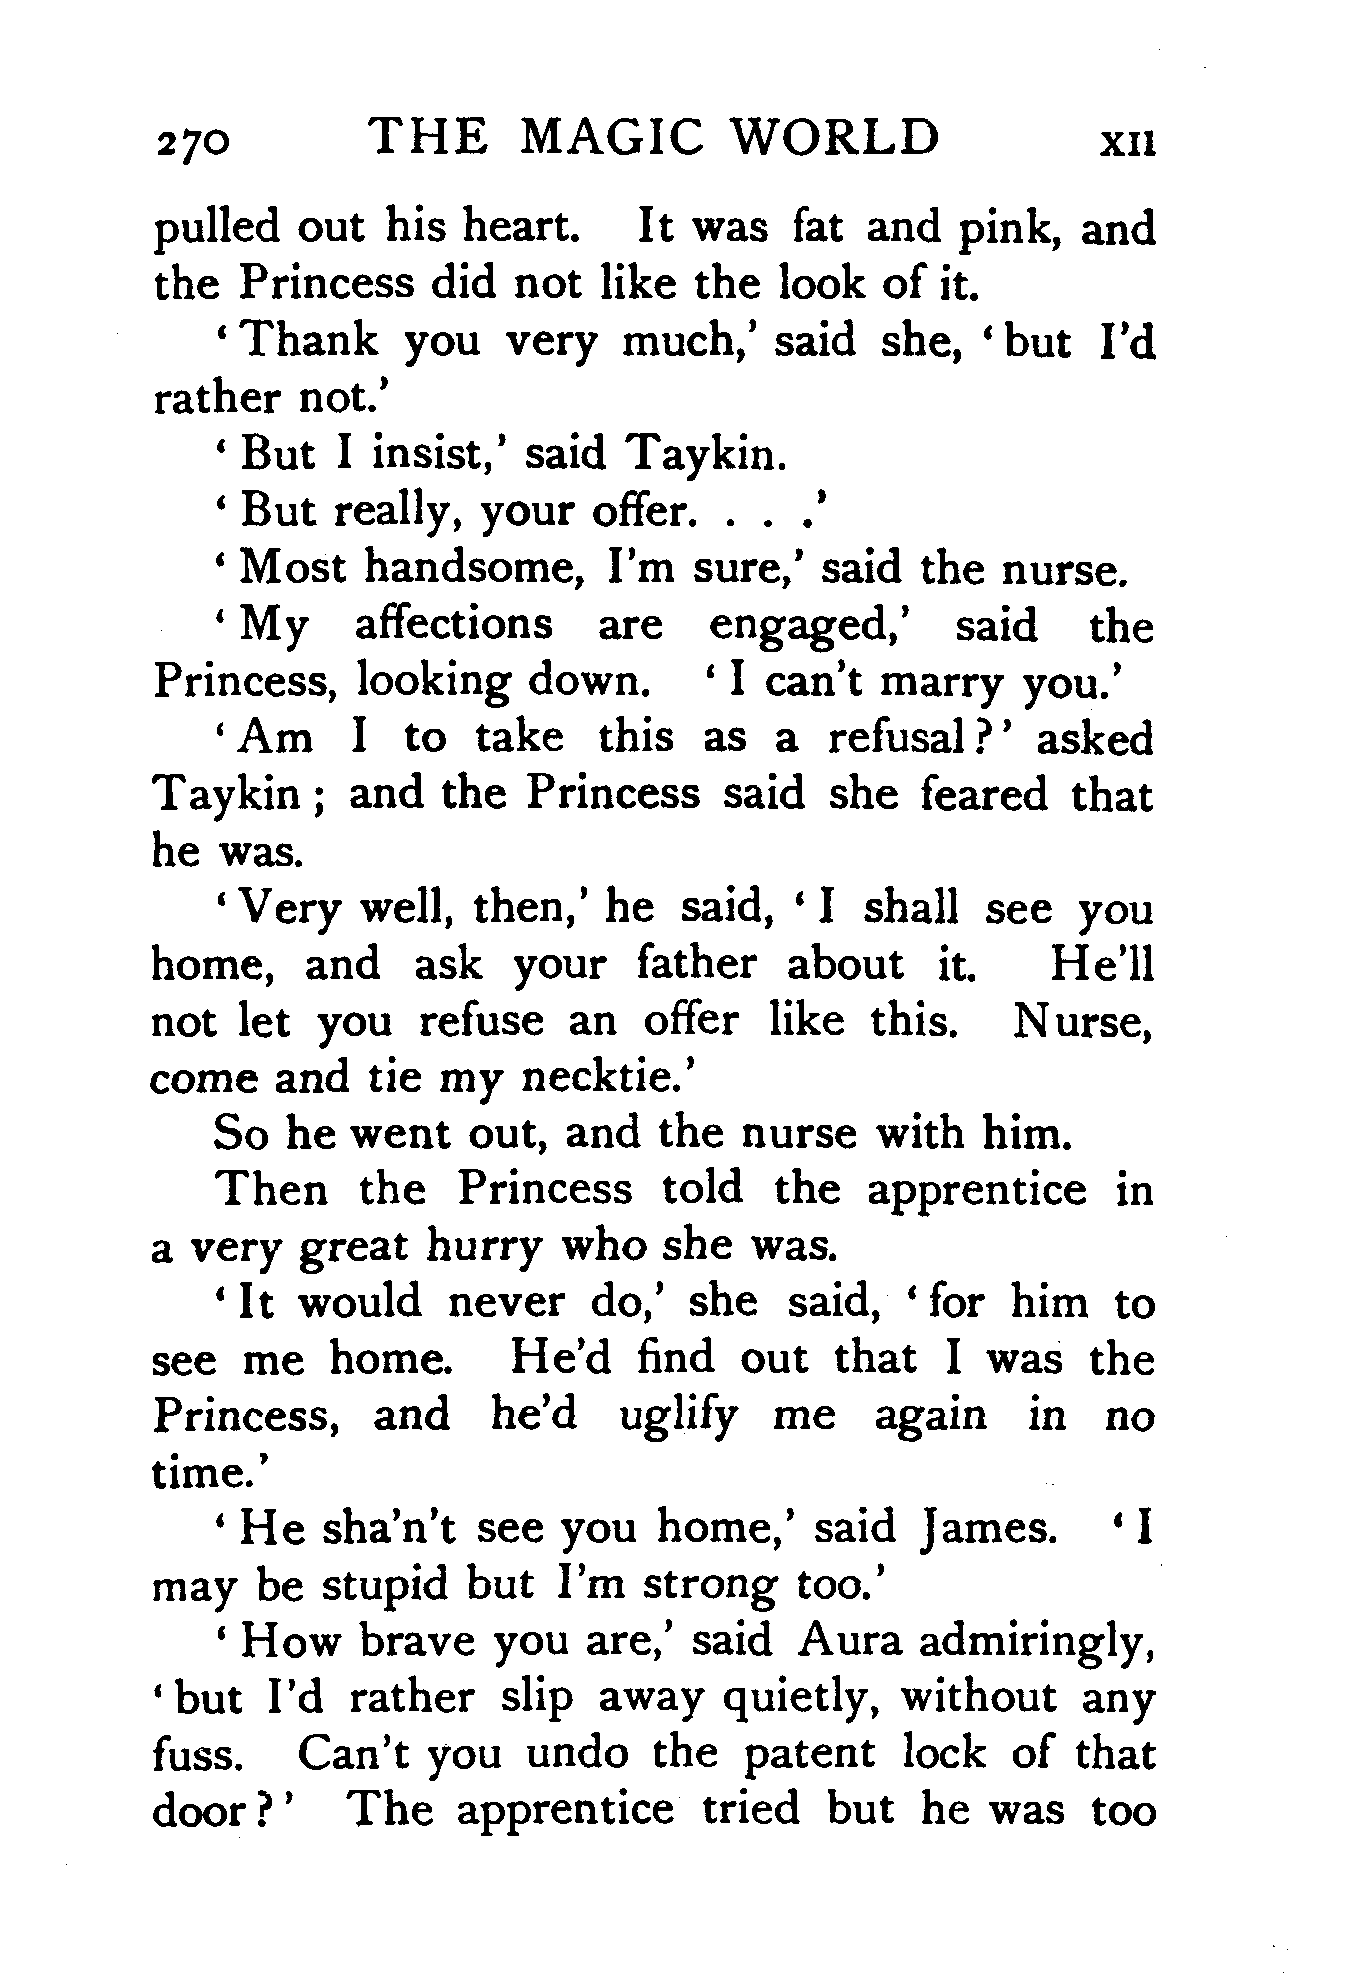 270 THE MAGIC WORLD XII
pulled out his heart. It was fat and pink, and
the Princess did not like the look of it.
‘Thank you very much,’ said she, ‘but I’d
rather not.’
‘But I insist,’ said Taykin.
‘But really, your offer. . . .’
‘Most handsome, I’m sure,’ said the nurse.
‘My affections are engaged,’ said the
Princess, looking down. ‘I can’t marry you.’
‘Am I to take this as a refusal?’ asked
Taykin; and the Princess said she feared that
he was.
‘Very well, then,’ he said, ‘I shall see you
home, and ask your father about it. He’ll
not let you refuse an offer like this. Nurse,
come and tie my necktie.’
So he went out, and the nurse with him.
Then the Princess told the apprentice in
a very great hurry who she was.
‘It would never do,’ she said, ‘for him to
see me home. He’d find out that I was the
Princess, and he’d uglify me again in no
time.’
‘He sha’n’t see you home,’ said James. ‘I
may be stupid but I’m strong too.’
‘How brave you are,’ said Aura admiringly,
‘but I’d rather slip away quietly, without any
fuss. Can’t you undo the patent lock of that
door?’ The apprentice tried but he was too